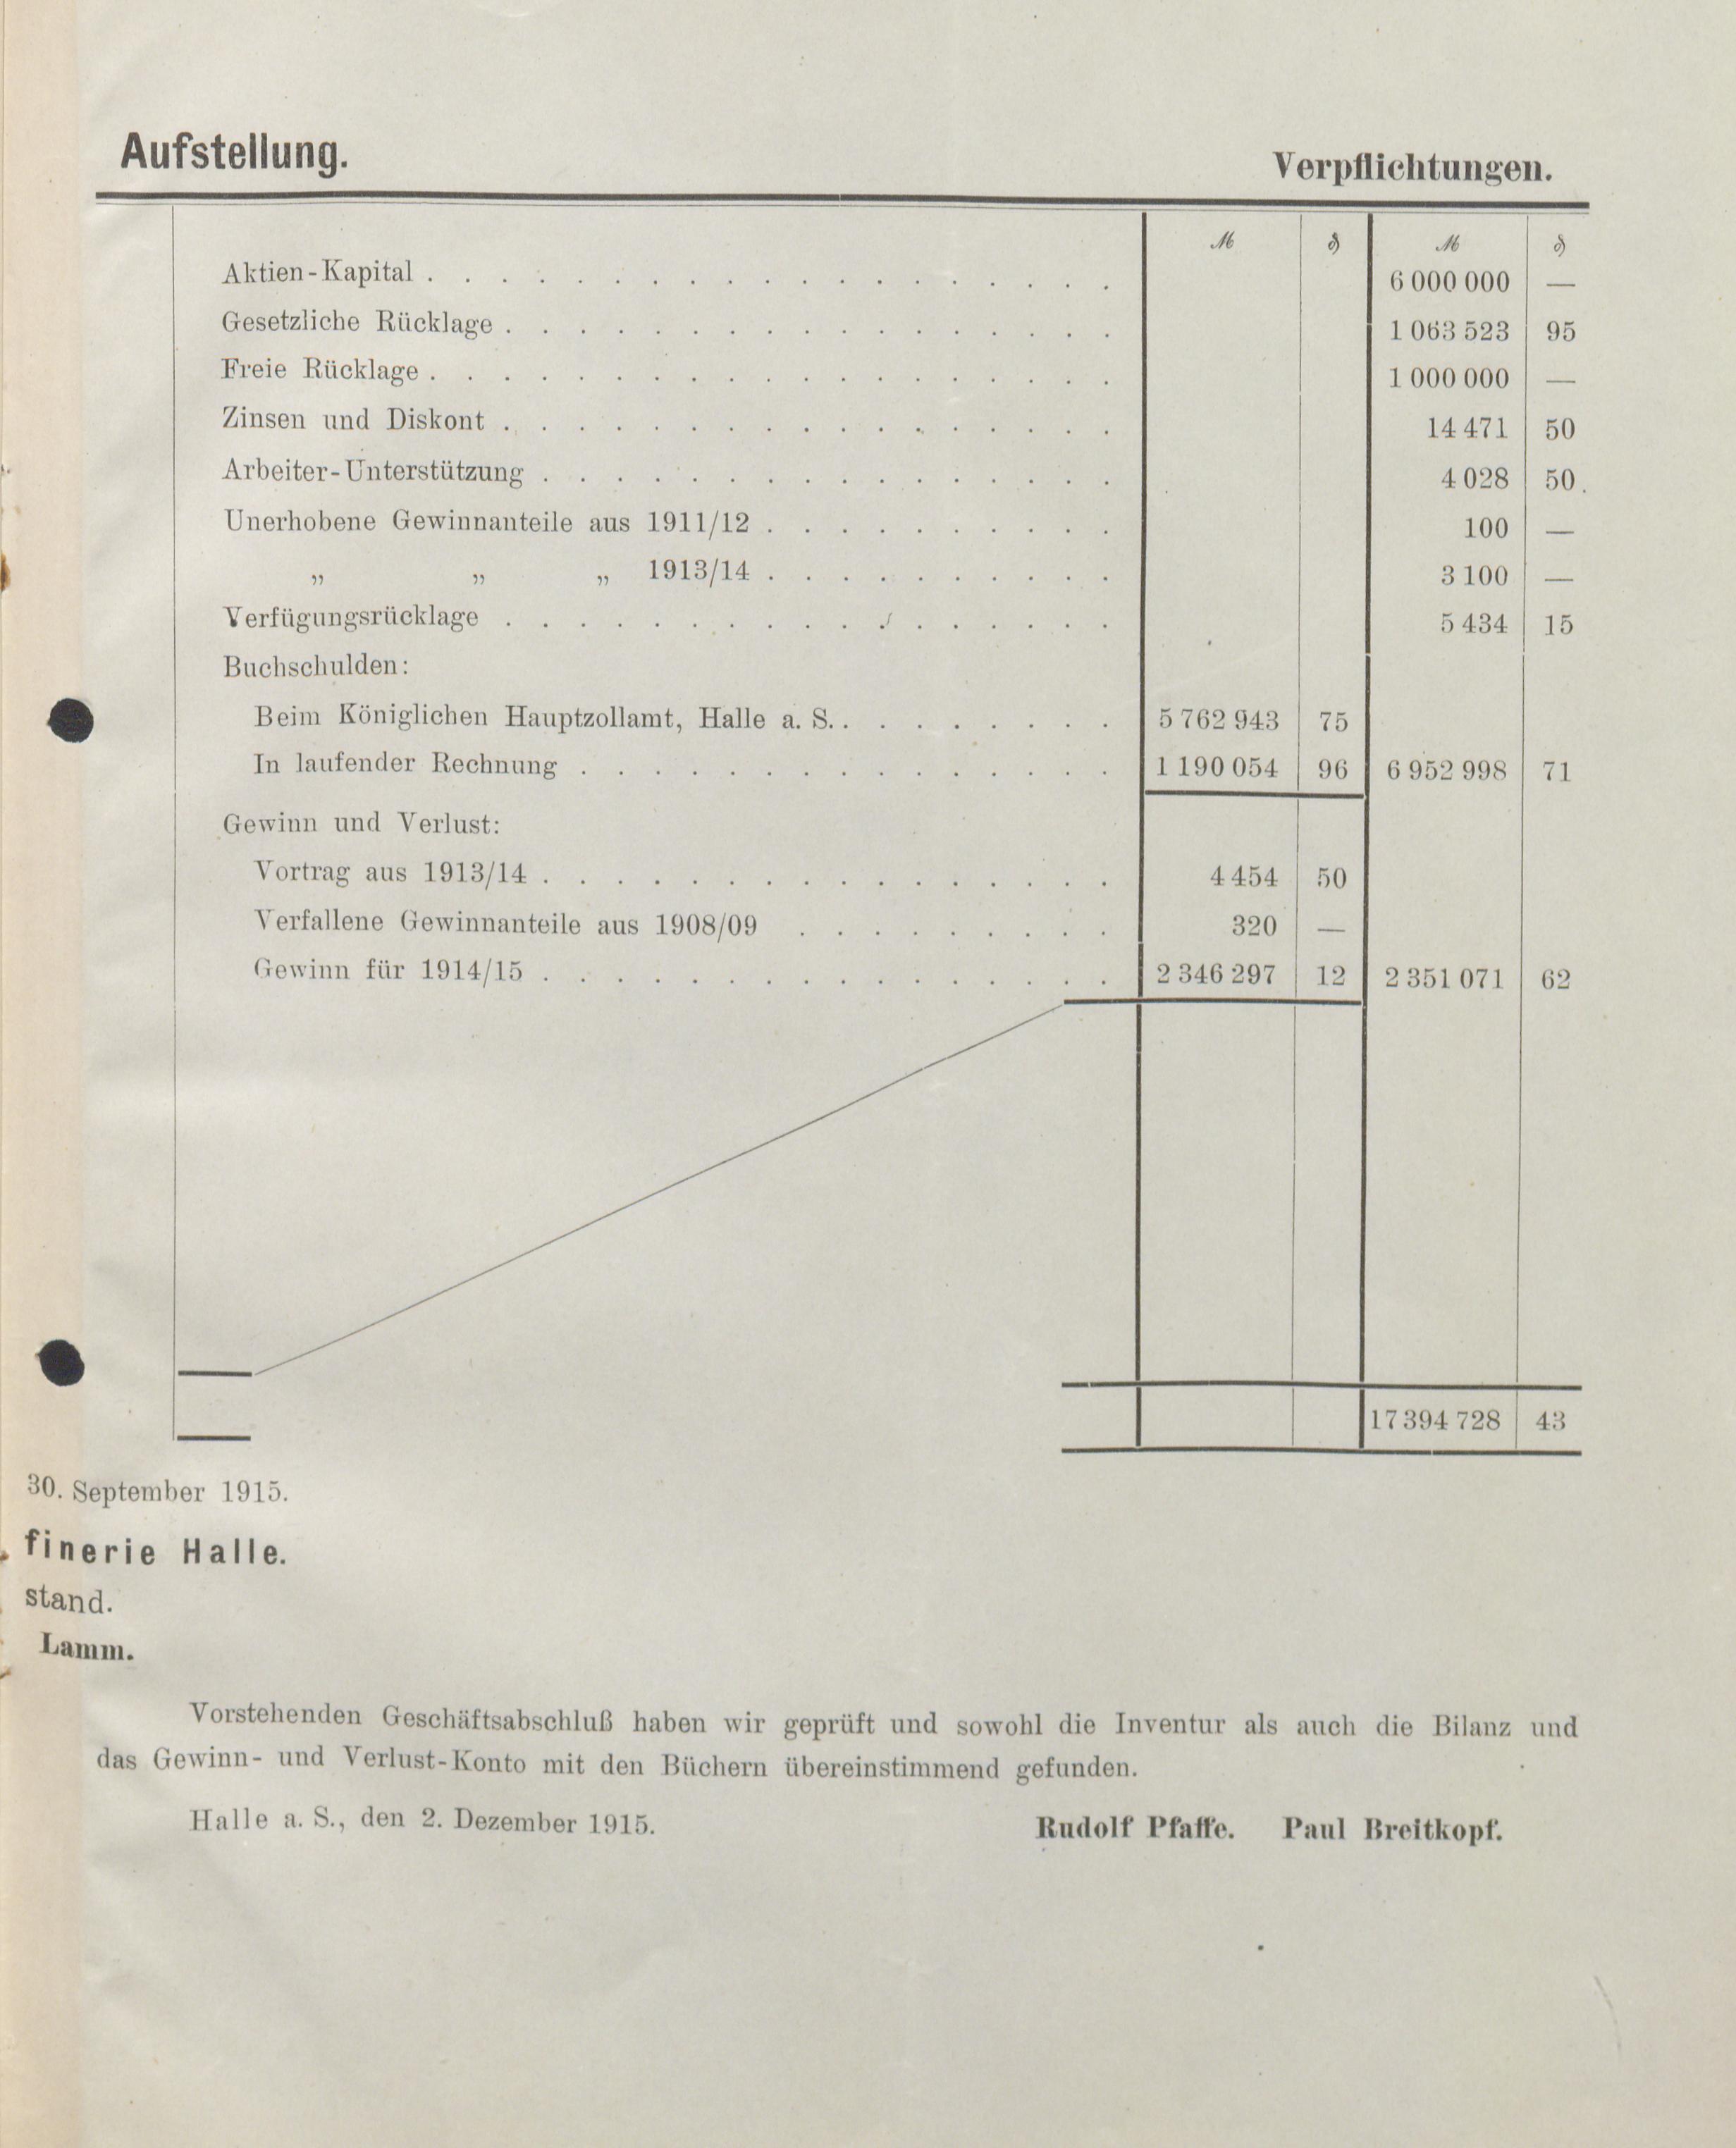 Aufstellung. Verpflichtungen.
ℳ ₰ ℳ ₰
Aktien-Kapital . . . . . . . . . . . . . . . . . . . 6 000 000 —
Gesetzliche Rücklage . . . . . . . . . . . . . . . . . 1 063 523 95
Freie Rücklage . . . . . . . . . . . . . . . . . . . 1 000 000 —
Zinsen und Diskont . . . . . . . . . . . . . . . . . 14 471 50
Arbeiter-Unterstützung . . . . . . . . . . . . . . . . 4 028 50
Unerhobene Gewinnanteile aus 1911/12 . . . . . . . . . . 100 —
„ „ „ 1913/14 . . . . . . . . . . 3 100 —
Verfügungsrücklage . . . . . . . . . . . . . . . . . 5 434 15
Buchschulden:
Beim Königlichen Hauptzollamt, Halle a. S. . . . . . . . . 5 762 943 75
In laufender Rechnung . . . . . . . . . . . . . . . 1 190 054 96 6 952 998 71
Gewinn und Verlust:
Vortrag aus 1913/14 . . . . . . . . . . . . . . . . 4 454 50
Verfallene Gewinnanteile aus 1908/09 . . . . . . . . . 320 —
Gewinn für 1914/15 . . . . . . . . . . . . . . . . 2 346 297 12 2 351 071 62
17 394 728 43
30. September 1915.
finerie Halle.
stand.
Lamm.
Vorstehenden Geschäftsabschluß haben wir geprüft und sowohl die Inventur als auch die Bilanz und
das Gewinn- und Verlust-Konto mit den Büchern übereinstimmend gefunden.
Halle a. S., den 2. Dezember 1915. Rudolf Pfaffe. Paul Breitkopf.